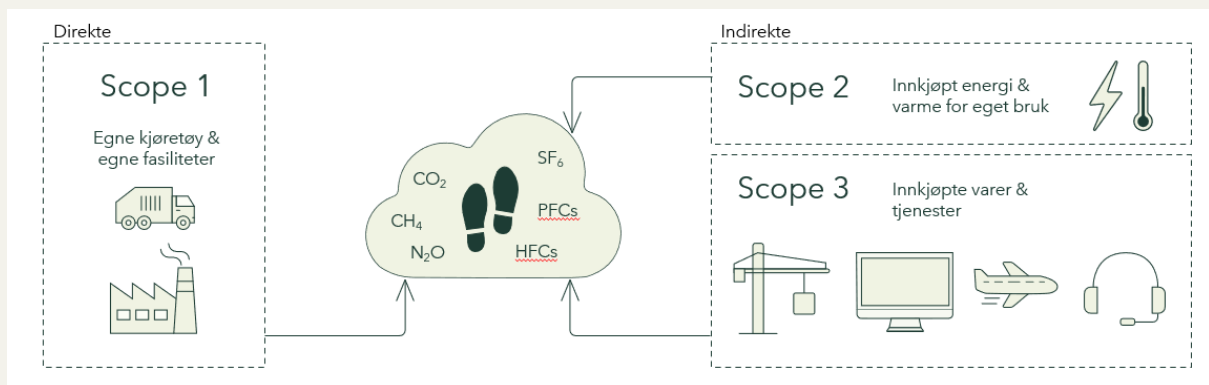 Direkte
Scope 1
Egne kjøretøy &
egne fasiliteter
CO₂
CH₄
N₂O
SF₆
PFCs
HFCs
Indirekte
Scope 2
Innkjøpt energi &
varme for eget bruk
Scope 3
Innkjøpte varer &
tjenester